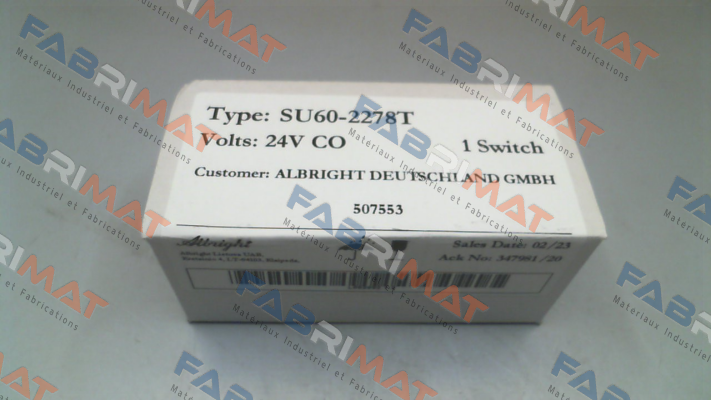 Type: SU60-2278T
Volts: 24V CO 1 Switch
Customer: ALBRIGHT DEUTSCHLAND GMBH
507553
Albright
Sales Date: 02/23
Ack No: 347981/20
FABRIMAT
Materiaux Industriel et Fabrications